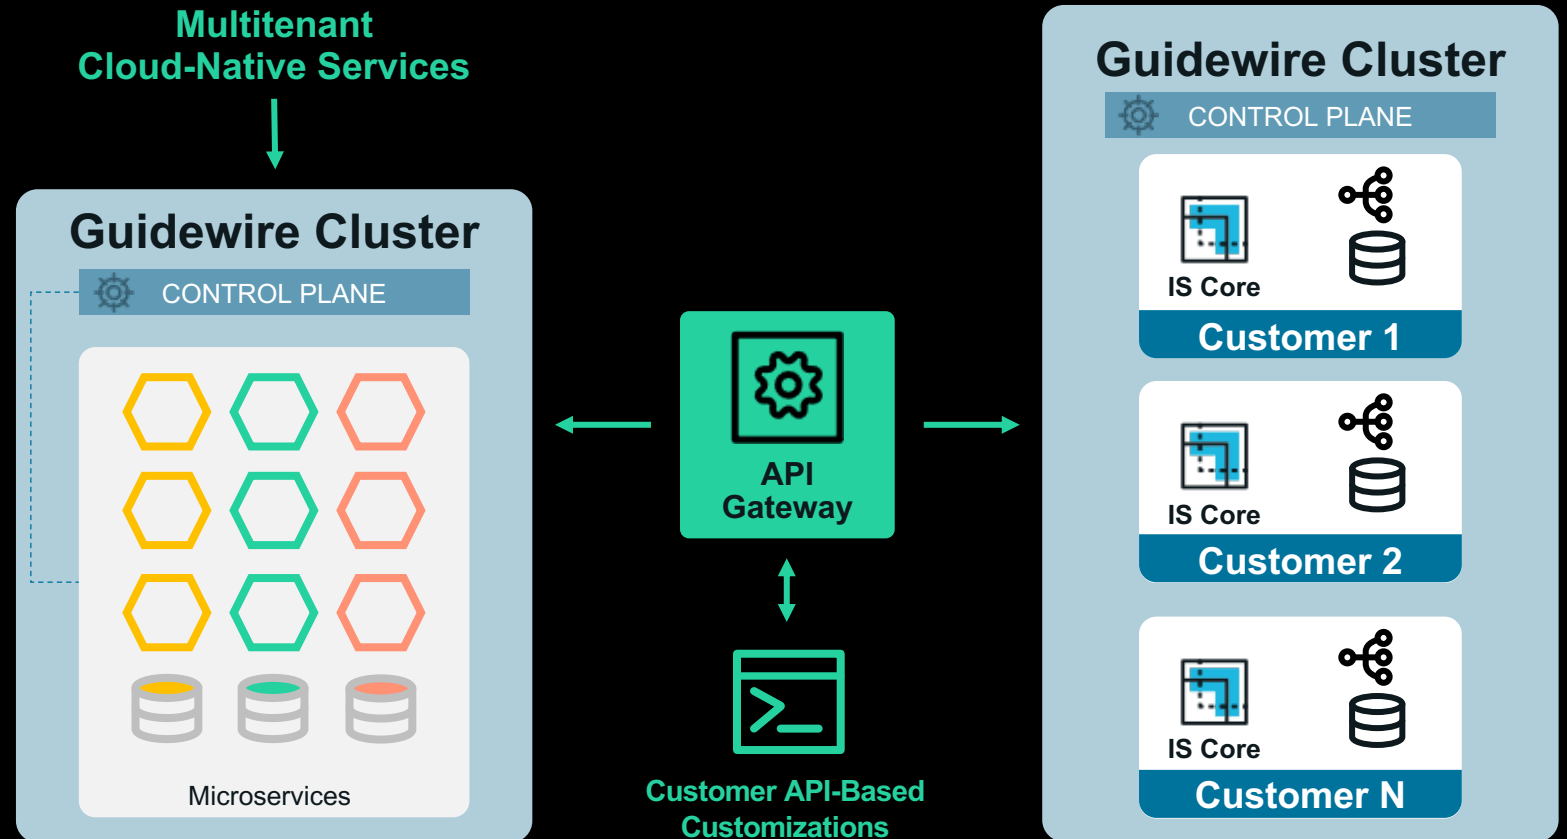 Multitenant
Cloud-Native Services
Guidewire Cluster
CONTROL PLANE
Microservices
API
Gateway
Customer API-Based
Customizations
Guidewire Cluster
CONTROL PLANE
IS Core
Customer 1
IS Core
Customer 2
IS Core
Customer N